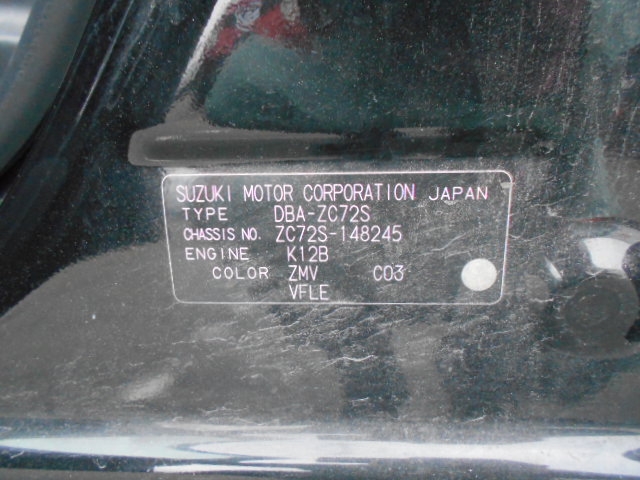 SUZUKI MOTOR CORPORATION JAPAN
TYPE DBA-ZC72S
CHASSIS NO. ZC72S-148245
ENGINE K12B
COLOR ZMV C03
VFLE